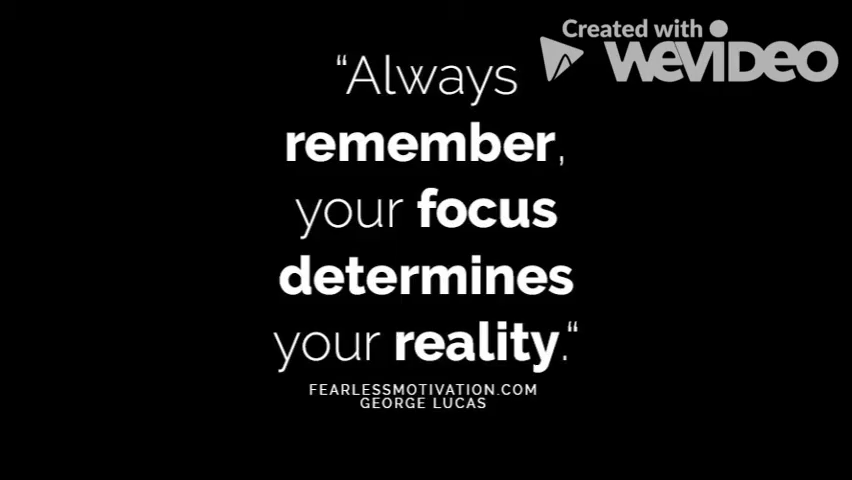 Created with
WEVIDEO
“Always
remember,
your focus
determines
your reality.“
FEARLESSMOTIVATION.COM
GEORGE LUCAS